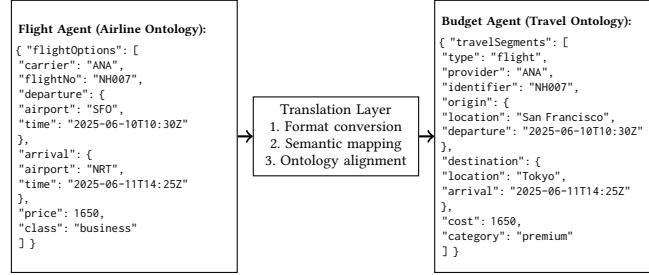 Flight Agent (Airline Ontology):
{ "flightOptions": [
"carrier": "ANA",
"flightNo": "NH007",
"departure": {
"airport": "SFO",
"time": "2025-06-10T10:30Z"
},
"arrival": {
"airport": "NRT",
"time": "2025-06-11T14:25Z"
},
"price": 1650,
"class": "business"
] }
Translation Layer
1. Format conversion
2. Semantic mapping
3. Ontology alignment
Budget Agent (Travel Ontology):
{ "travelSegments": [
"type": "flight",
"provider": "ANA",
"identifier": "NH007",
"origin": {
"location": "San Francisco",
"departure": "2025-06-10T10:30Z"
},
"destination": {
"location": "Tokyo",
"arrival": "2025-06-11T14:25Z"
},
"cost": 1650,
"category": "premium"
] }